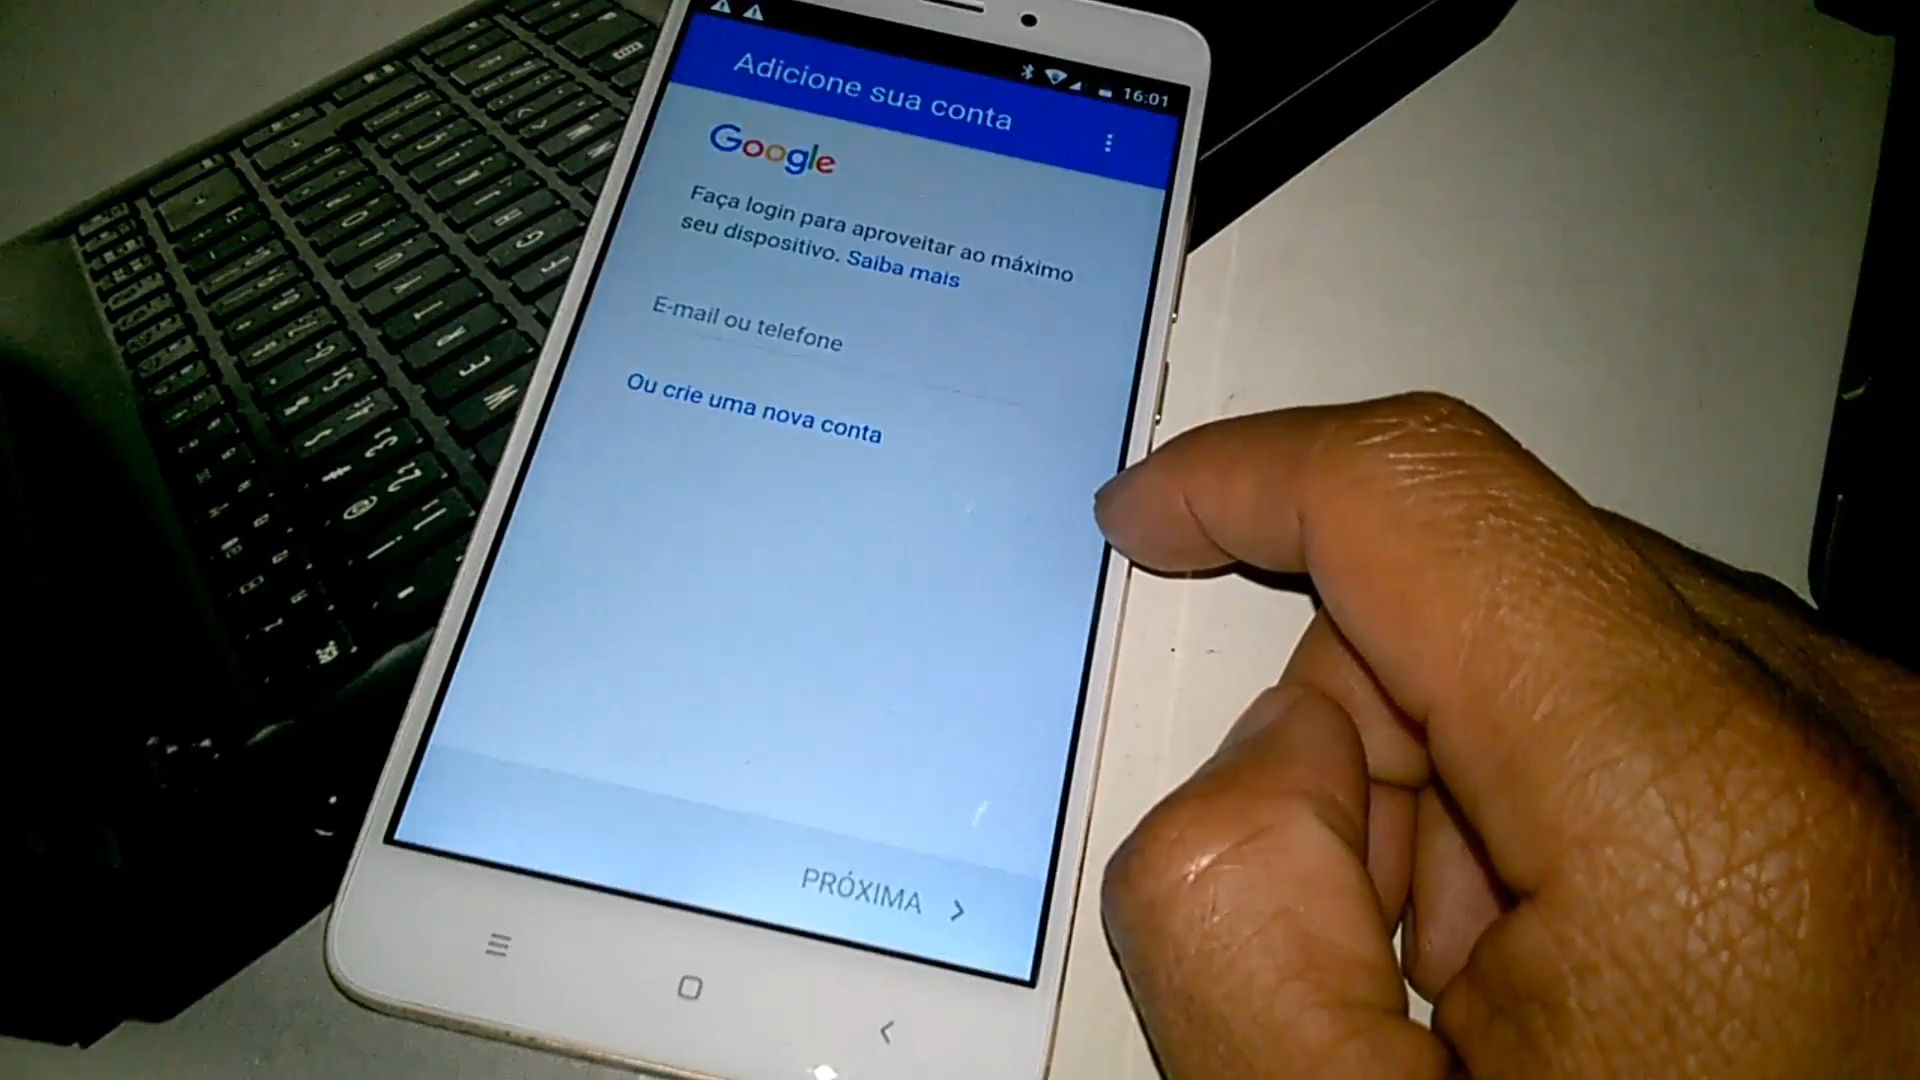 16:01
Adicione sua conta
Google
Faça login para aproveitar ao máximo
seu dispositivo. Saiba mais
E-mail ou telefone
Ou crie uma nova conta
PRÓXIMA